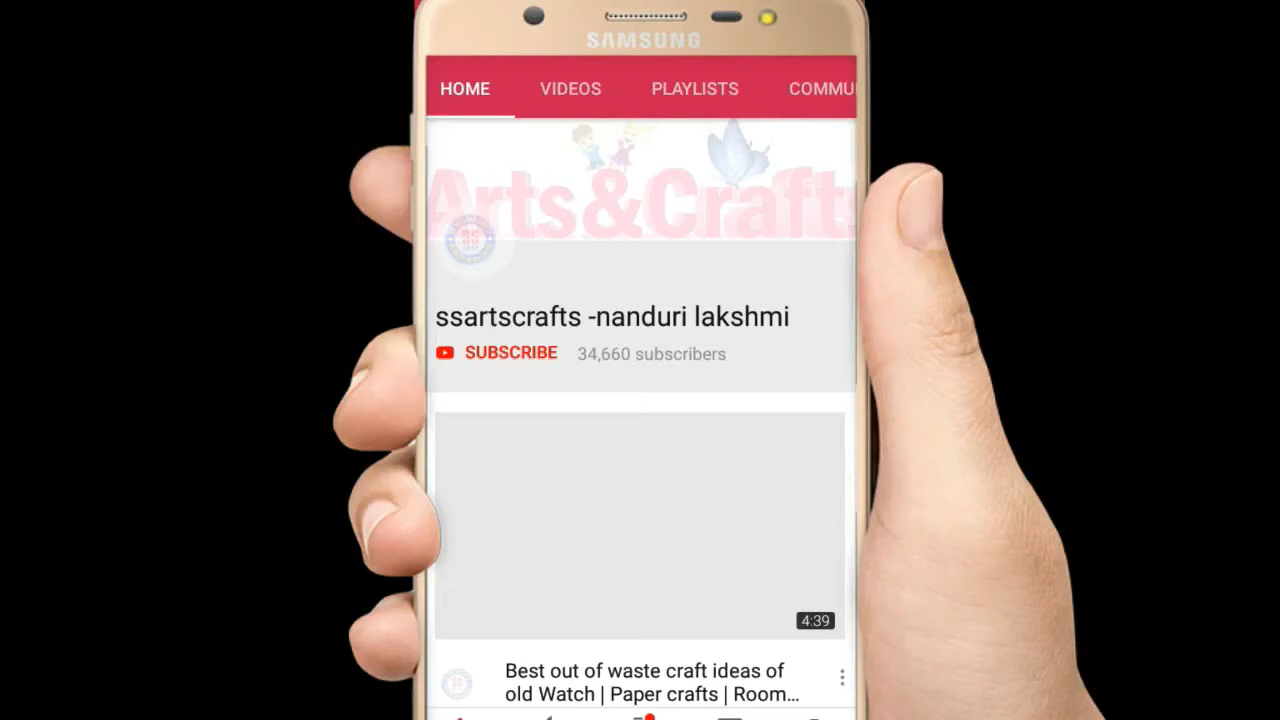 SAMSUNG
HOME VIDEOS PLAYLISTS COMMU
Arts&Crafts
SS
ssartscrafts -nanduri lakshmi
SUBSCRIBE 34,660 subscribers
4:39
Best out of waste craft ideas of
old Watch | Paper crafts | Room...